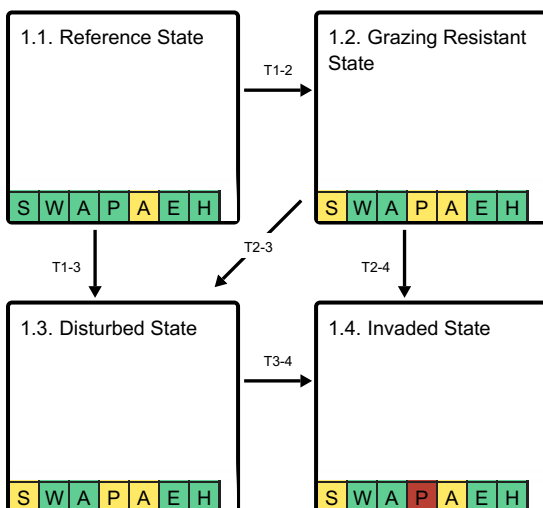 1.1. Reference State
T1-2
1.2. Grazing Resistant
State
S W A P A E H
S W A P A E H
T1-3
T2-3
T2-4
1.3. Disturbed State
T3-4
1.4. Invaded State
S W A P A E H
S W A P A E H